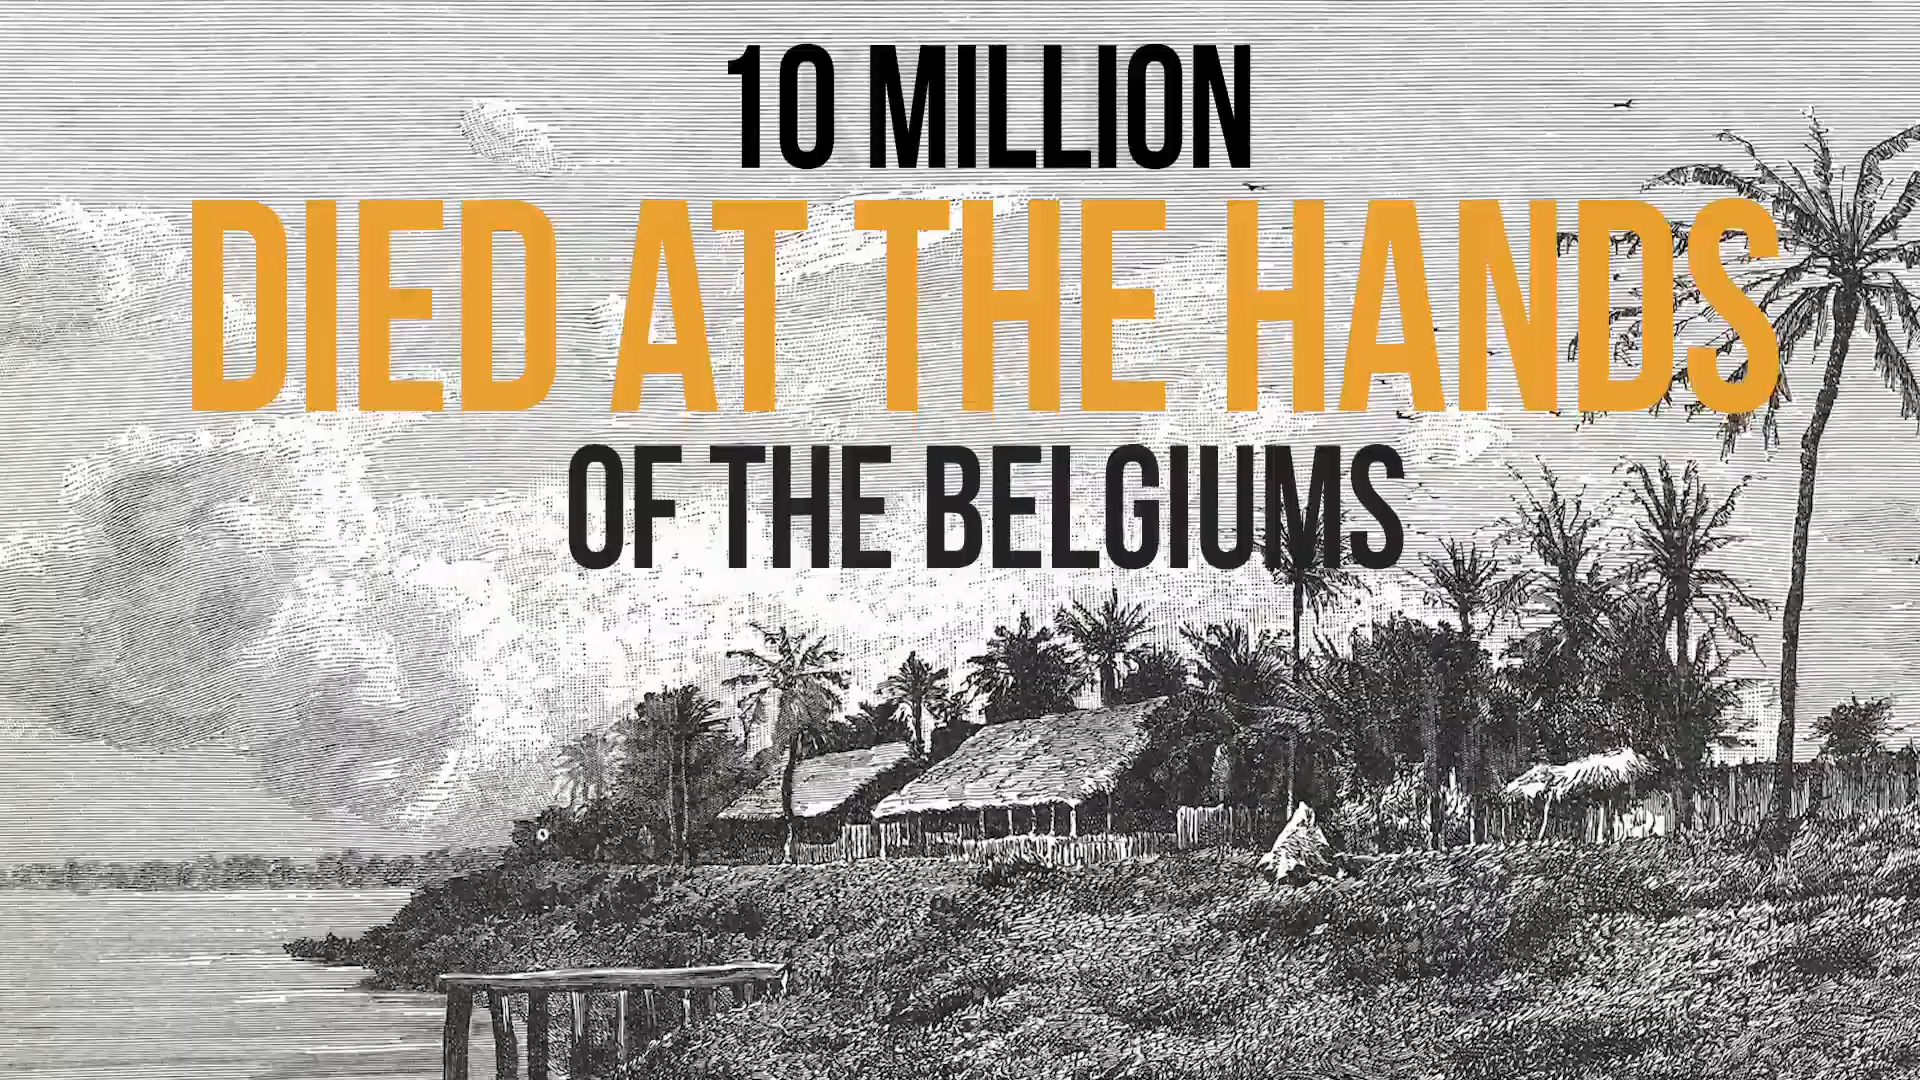 10 MILLION
DIED AT THE HANDS
OF THE BELGIUMS